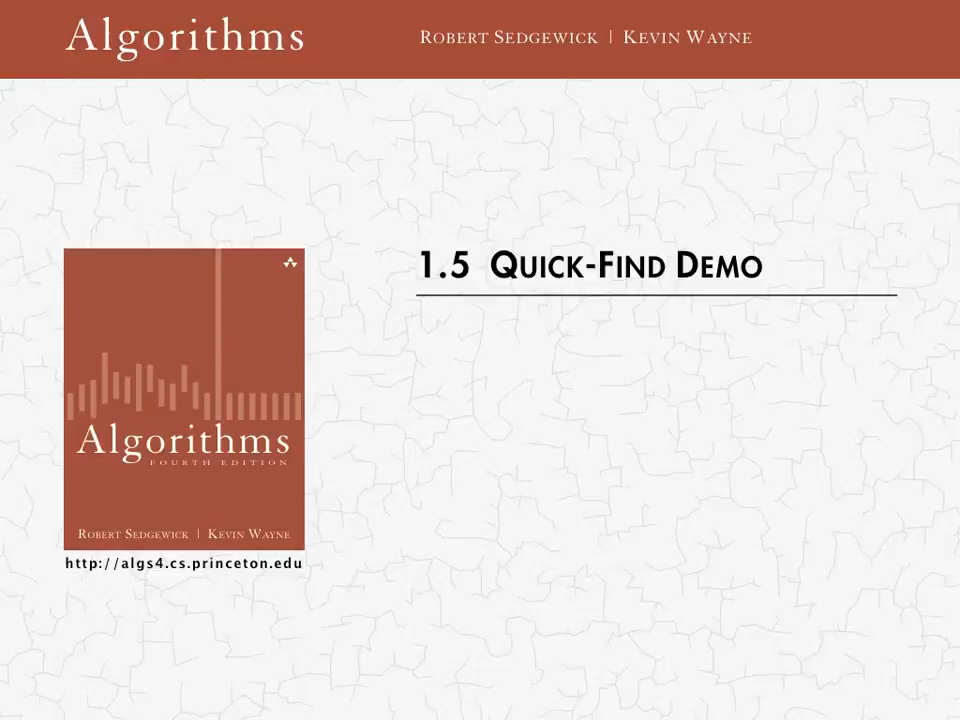 Algorithms
ROBERT SEDGEWICK | KEVIN WAYNE
1.5 QUICK-FIND DEMO
Algorithms
FOURTH EDITION
ROBERT SEDGEWICK | KEVIN WAYNE
http://algs4.cs.princeton.edu